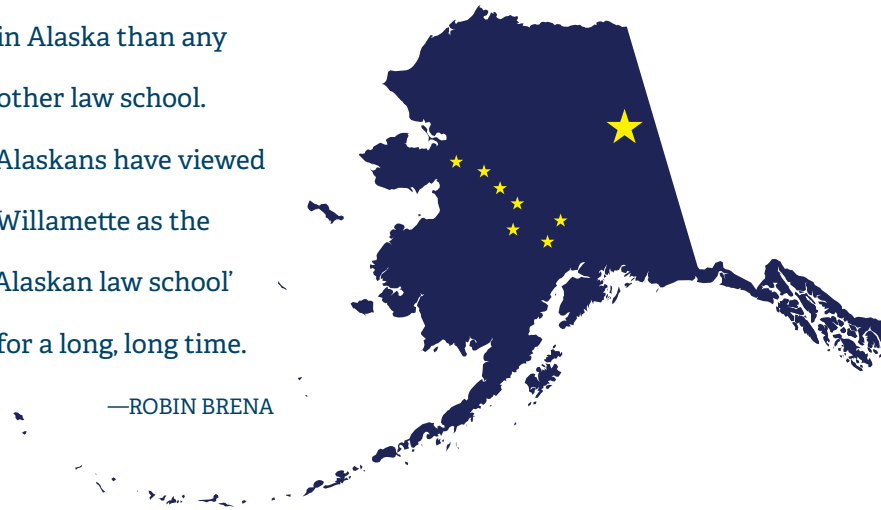 in Alaska than any
other law school.
Alaskans have viewed
Willamette as the
Alaskan law school’
for a long, long time.
—ROBIN BRENA